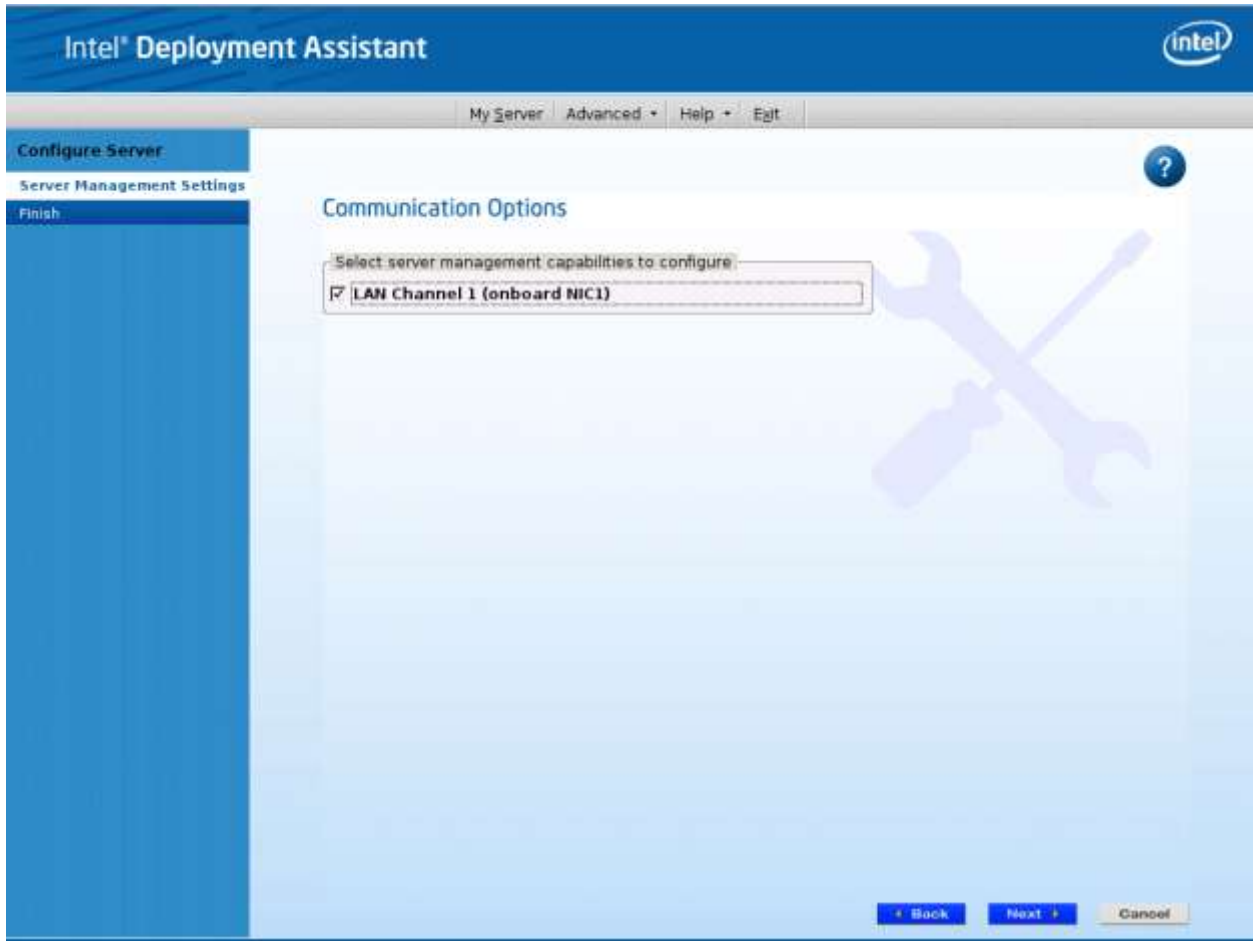 Intel® Deployment Assistant
intel
My Server Advanced Help Exit
Configure Server
Server Management Settings
Finish
?
Communication Options
Select server management capabilities to configure
LAN Channel 1 (onboard NIC1)
Back Next Cancel